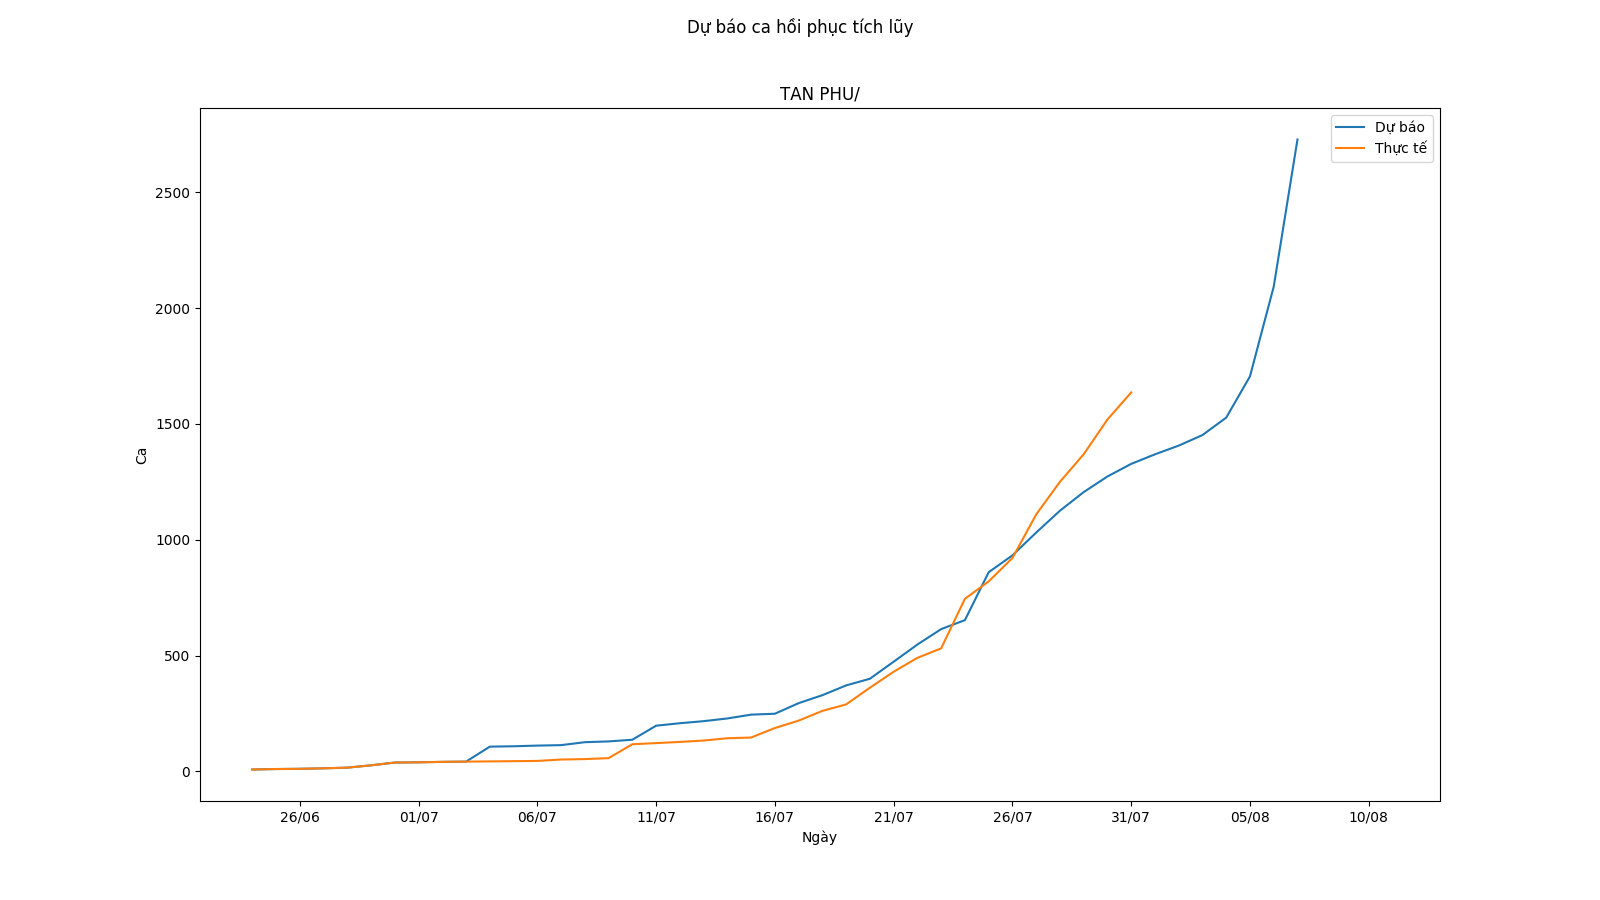 Dự báo ca hồi phục tích lũy
TAN PHU/
Dự báo
Thực tế
2500
2000
1500
1000
500
0
Ca
26/06 01/07 06/07 11/07 16/07 21/07 26/07 31/07 05/08 10/08
Ngày